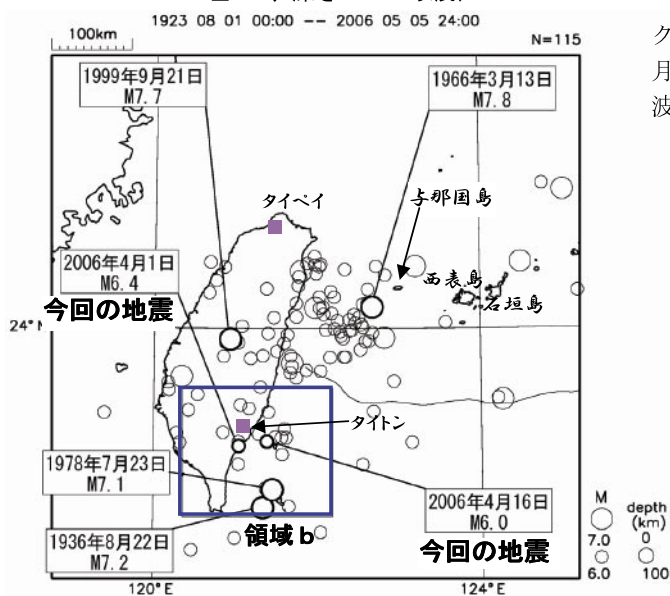 1923 08 01 00:00 -- 2006 05 05 24:00
100km
N=115
ク
月
波
1999年9月21日
M7.7
1966年3月13日
M7.8
タイペイ
与那国島
2006年4月1日
M6.4
今回の地震
西表島
石垣島
24°N
タイトン
1978年7月23日
M7.1
2006年4月16日
M6.0
今回の地震
1936年8月22日
M7.2
領域b
M
7.0
6.0
depth
(km)
0
100
120°E
124°E